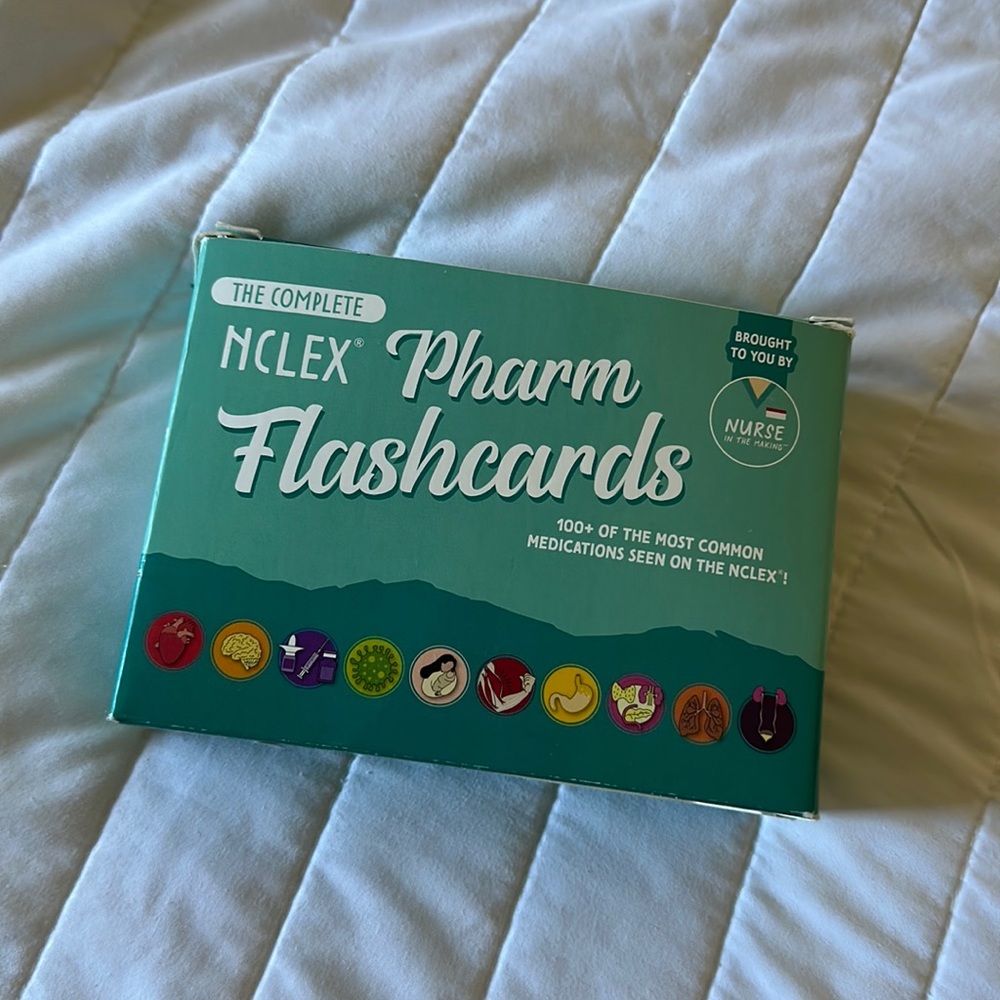 THE COMPLETE
NCLEX® Pharm
Flashcards
BROUGHT
TO YOU BY
NURSE
IN THE MAKING™
100+ OF THE MOST COMMON
MEDICATIONS SEEN ON THE NCLEX®!